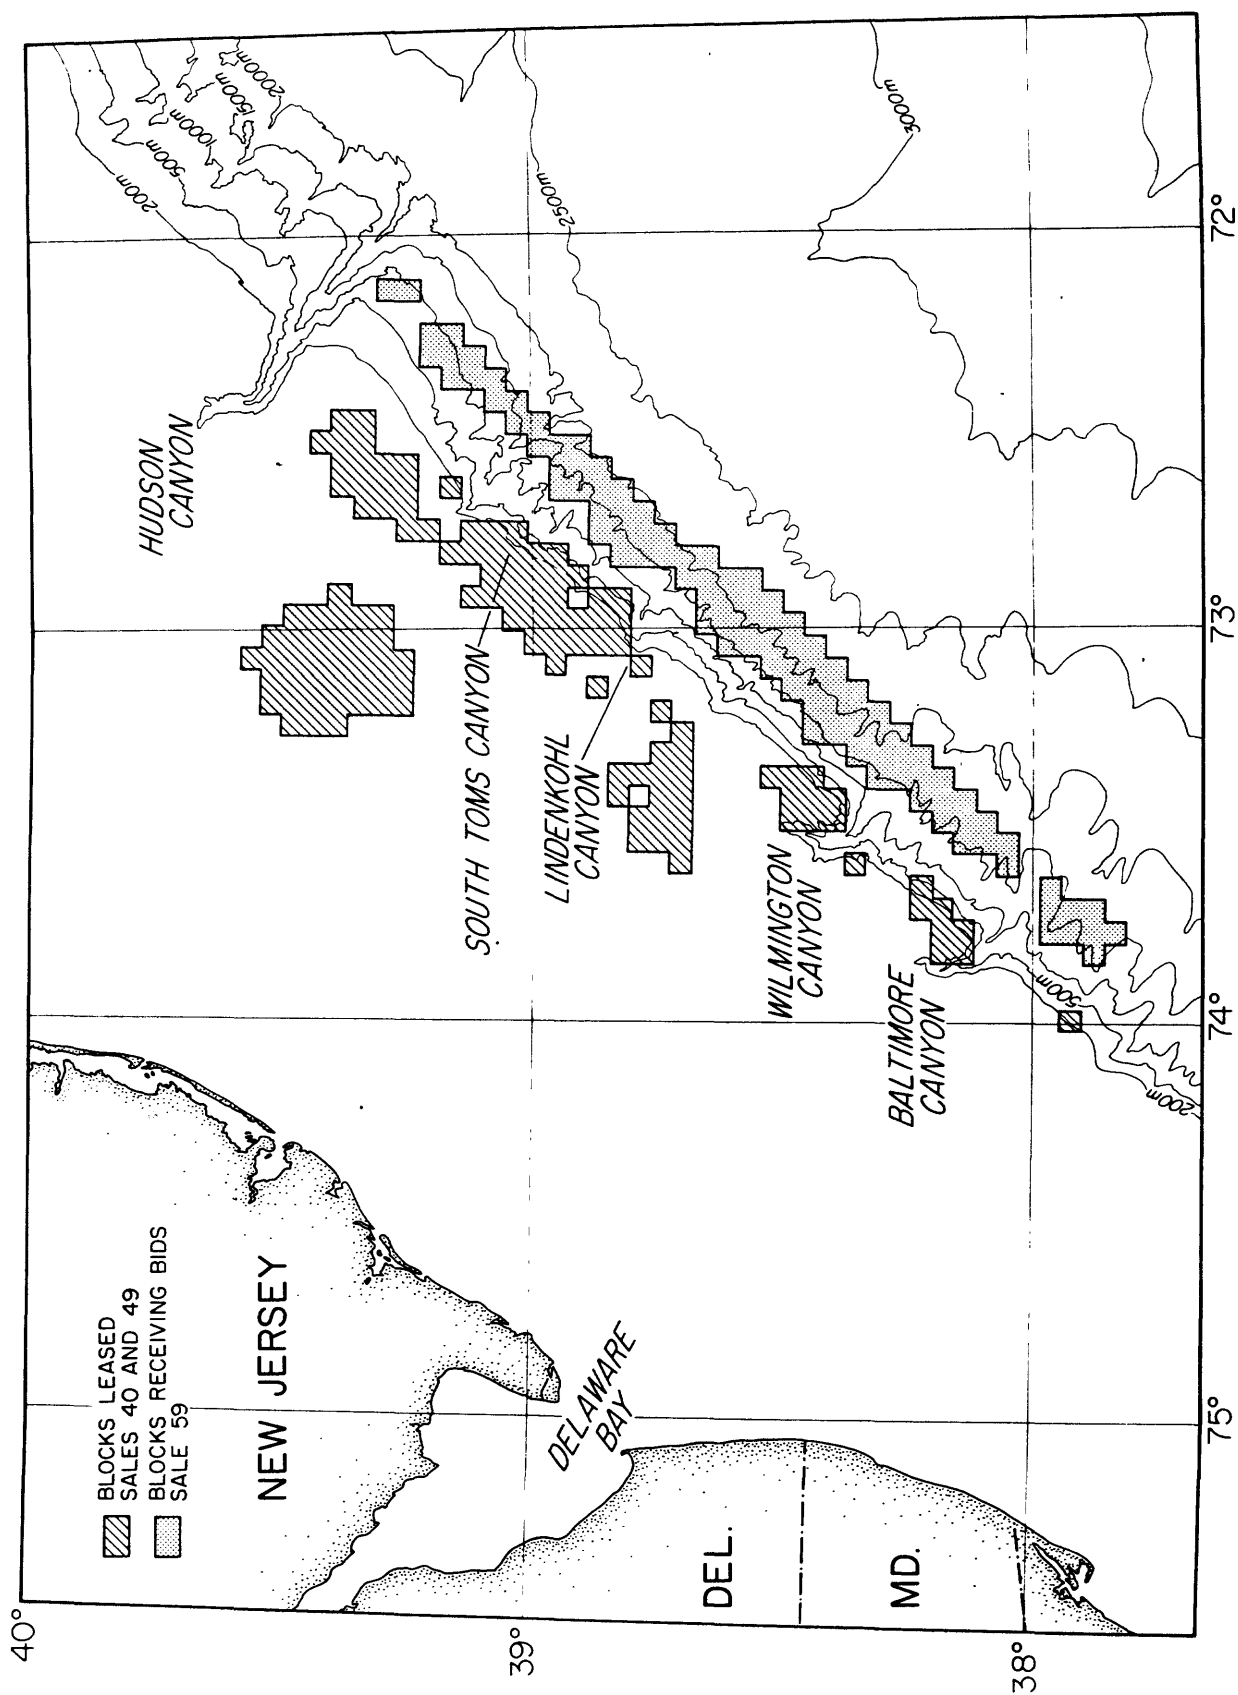 BLOCKS LEASED
SALES 40 AND 49
BLOCKS RECEIVING BIDS
SALE 59
NEW JERSEY
DELAWARE
BAY
DEL.
MD.
HUDSON
CANYON
SOUTH TOMS CANYON
LINDENKOHL
CANYON
WILMINGTON
CANYON
BALTIMORE
CANYON
200m
500m
1000m
1500m
2000m
2500m
3000m
500m
200m
40°
39°
38°
75°
74°
73°
72°